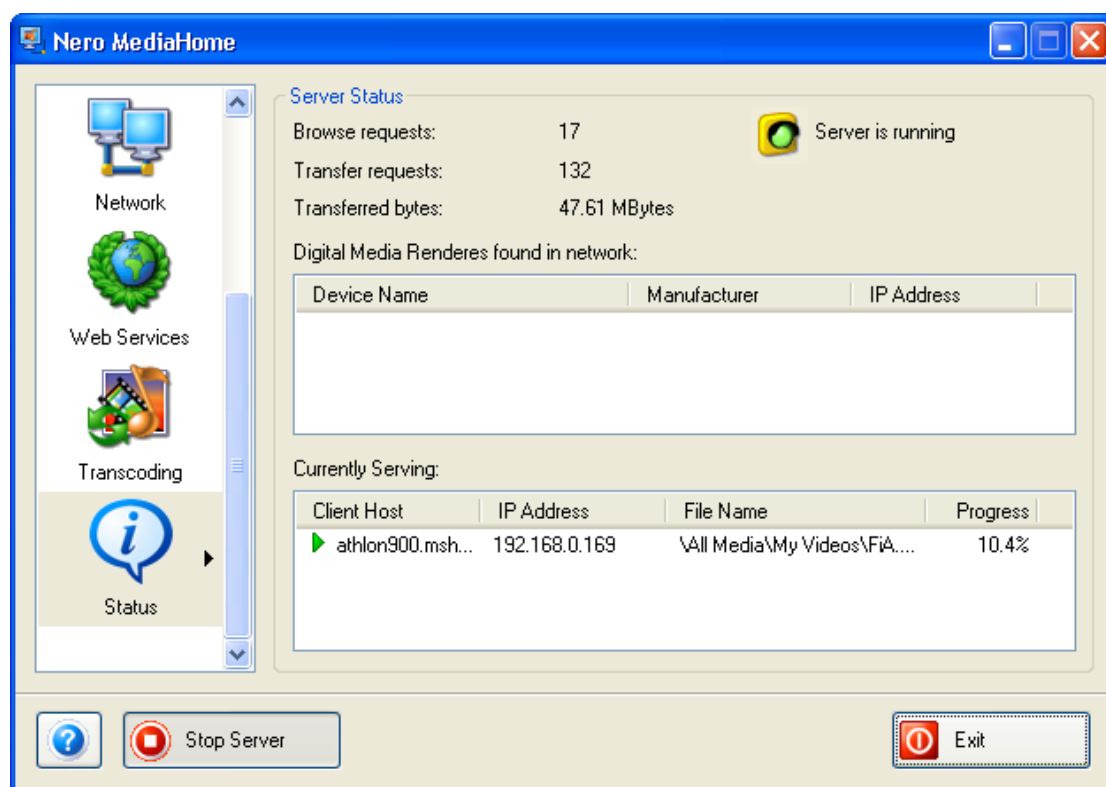 Nero MediaHome
Network
Web Services
Transcoding
Status
Server Status
Browse requests: 17
Server is running
Transfer requests: 132
Transferred bytes: 47.61 MBytes
Digital Media Renderes found in network:
Device Name Manufacturer IP Address
Currently Serving:
Client Host IP Address File Name Progress
athlon900.msh... 192.168.0.169 \All Media\My Videos\FiA.... 10.4%
Stop Server
Exit